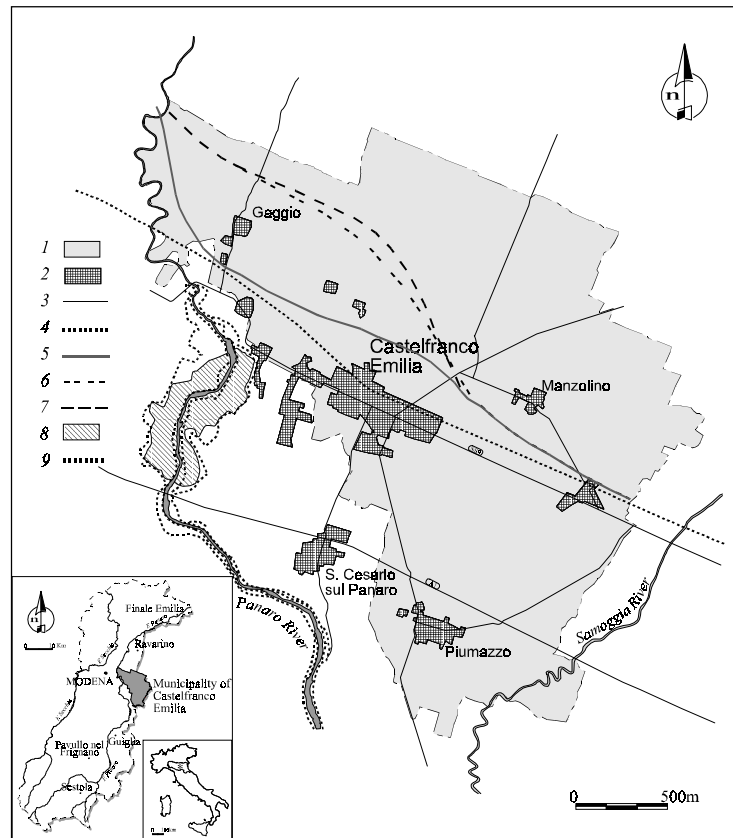 n
Gaggio
1
2
3
4
5
6
7
8
9
Castelfranco
Emilia
Manzolino
S. Cesario
sul Panaro
Piumazzo
Panaro River
Samoggia River
0 500m
n
Finale Emilia
Ravarino
MODENA
Municipality of
Castelfranco
Emilia
Pavullo nel
Frignano
Guiglia
Sestola
n